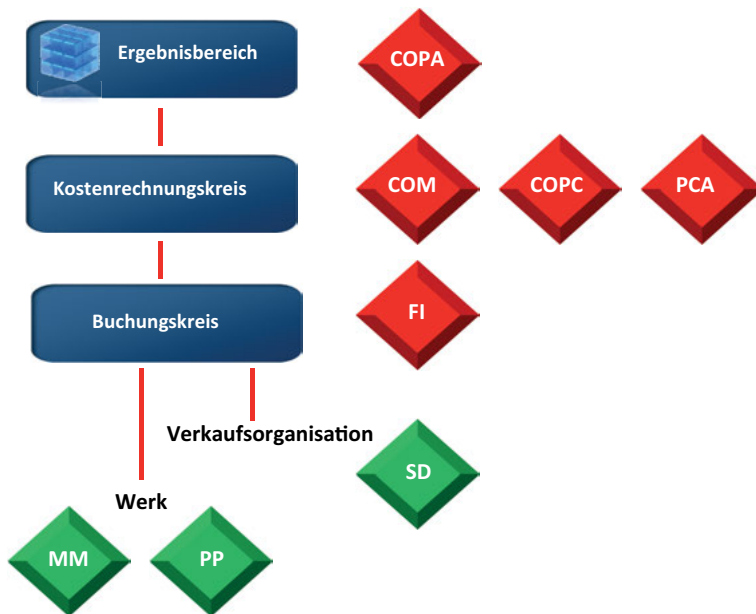 Ergebnisbereich
COPA
Kostenrechnungskreis
COM
COPC
PCA
Buchungskreis
FI
Verkaufsorganisation
SD
Werk
MM
PP